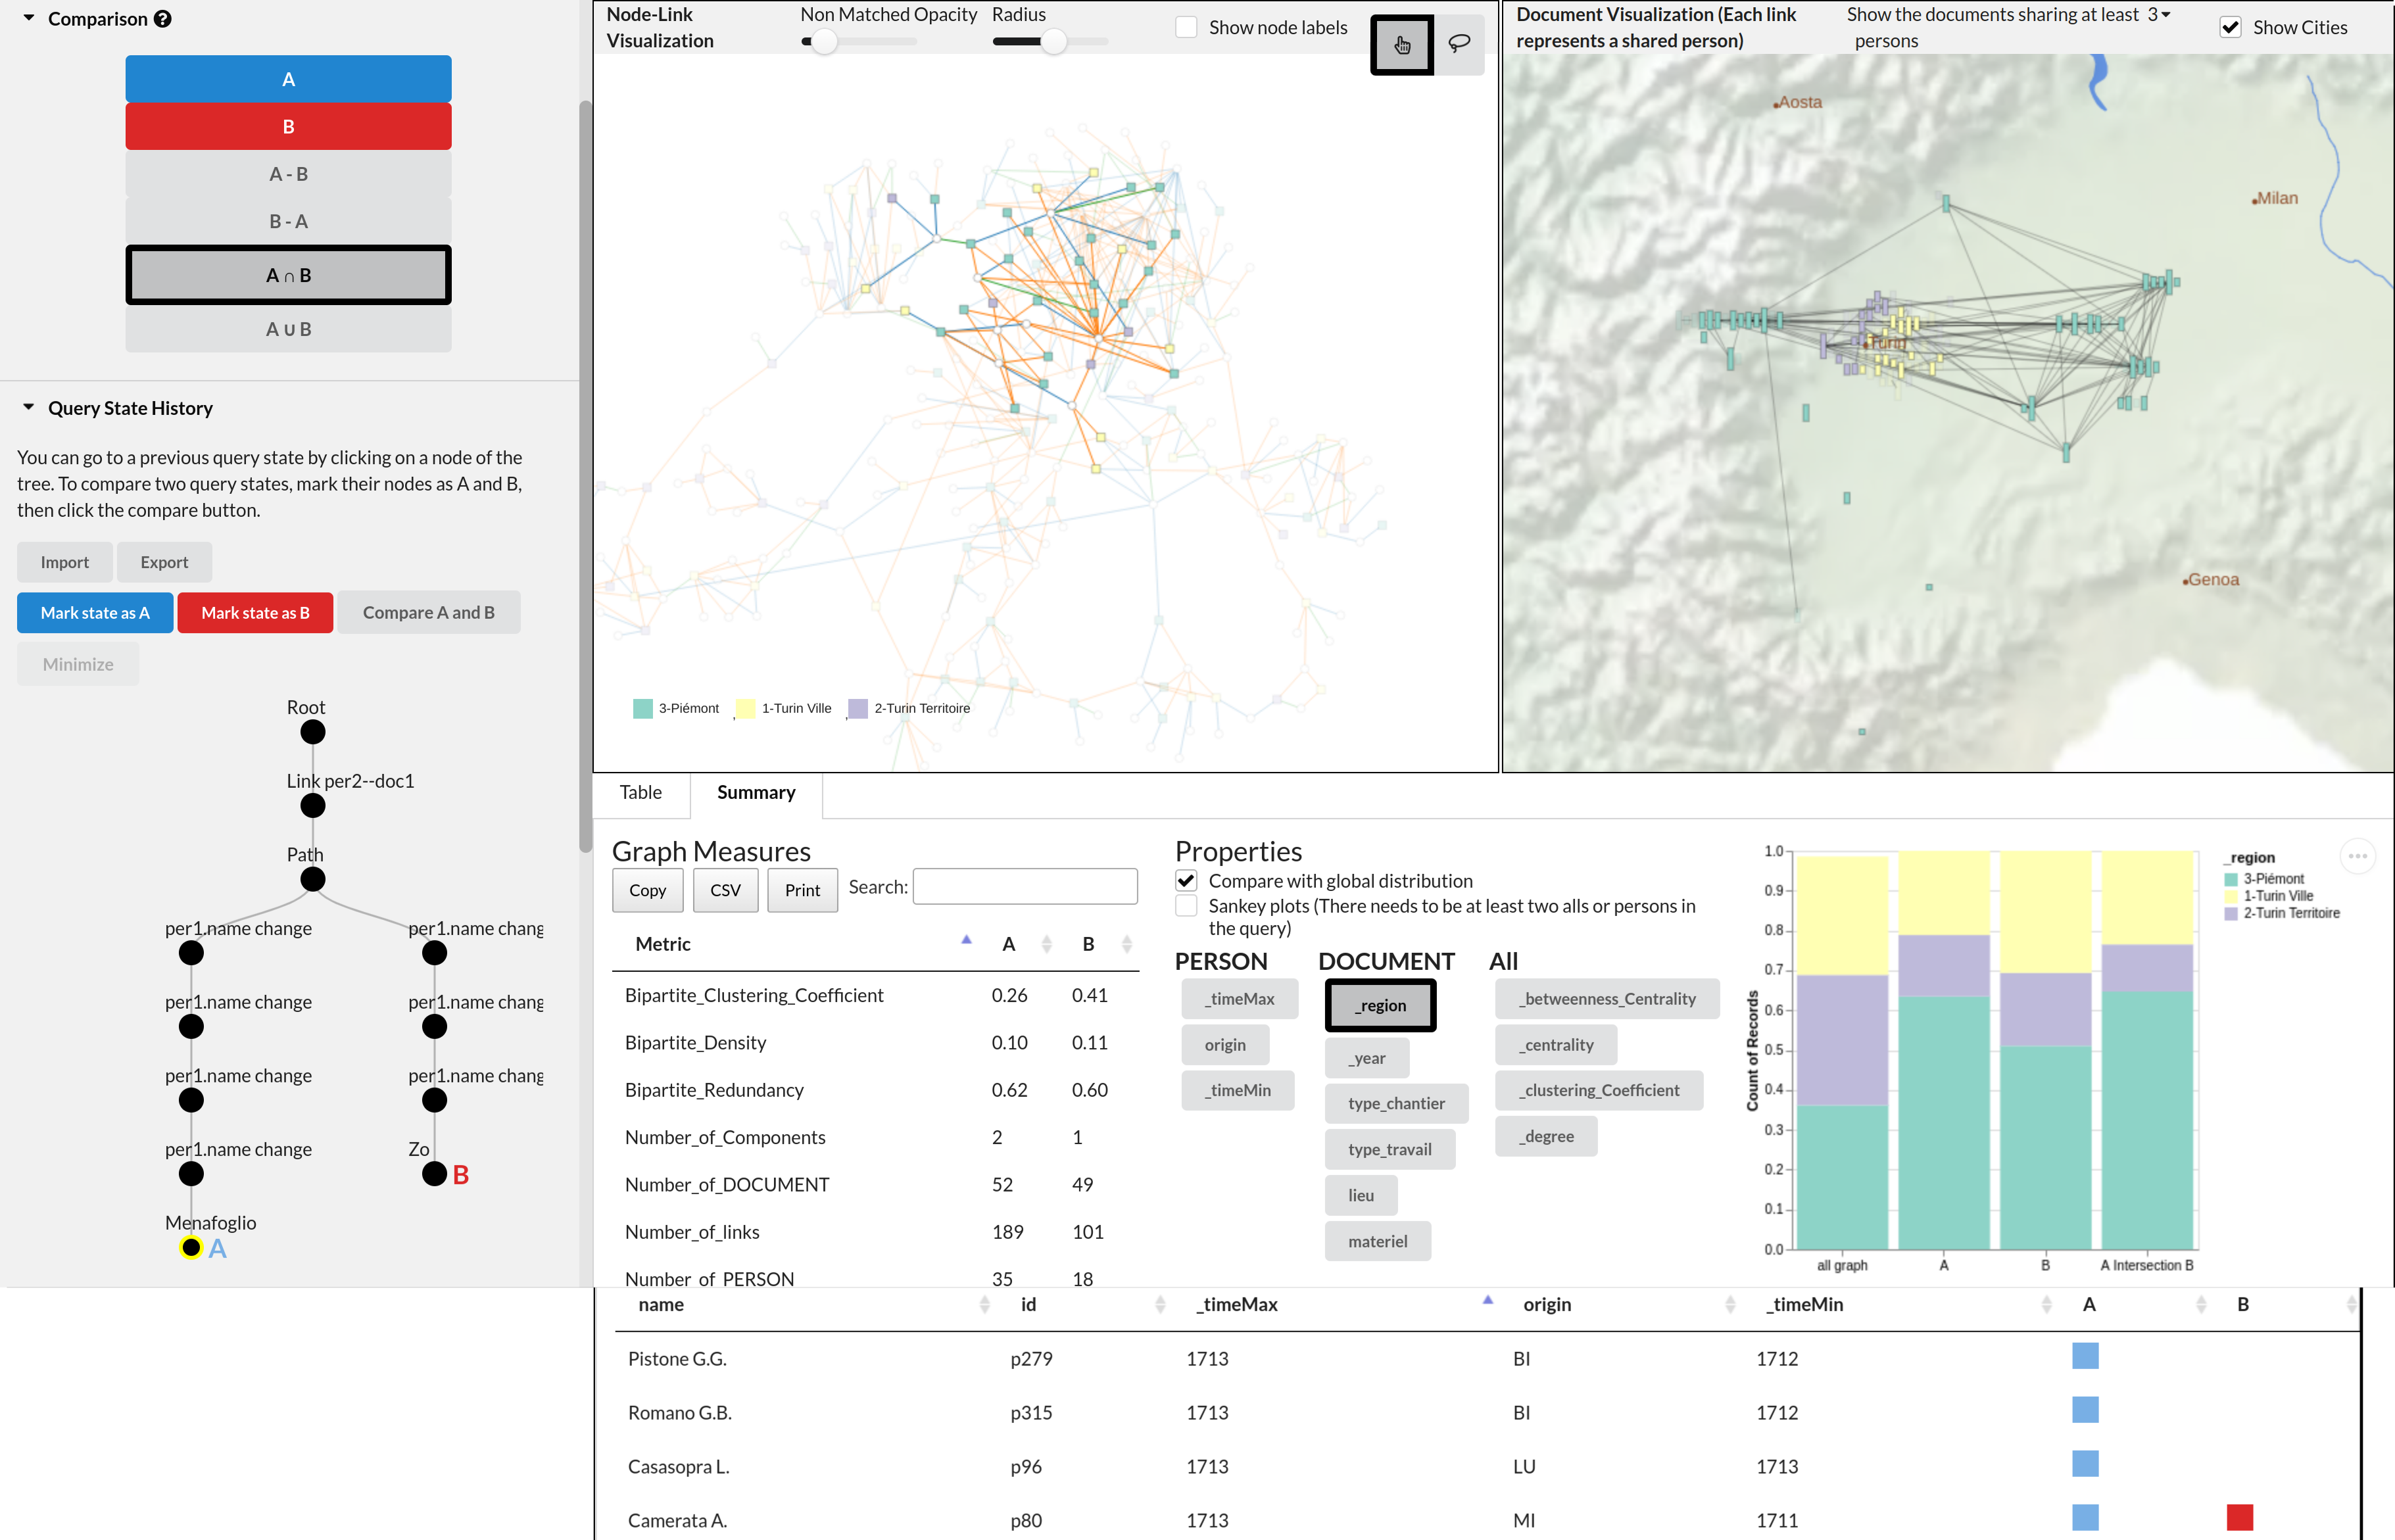 Comparison ?
A
B
A - B
B - A
A ∩ B
A ∪ B
Query State History
You can go to a previous query state by clicking on a node of the
tree. To compare two query states, mark their nodes as A and B,
then click the compare button.
Import Export
Mark state as A Mark state as B Compare A and B
Minimize
Root
Link per2--doc1
Path
per1.name change per1.name chang
per1.name change per1.name chang
per1.name change per1.name chang
per1.name change Zo
B
Menafoglio
A
Node-Link
Visualization
Non Matched Opacity Radius
Show node labels
3-Piémont , 1-Turin Ville , 2-Turin Territoire
Document Visualization (Each link
represents a shared person)
Show the documents sharing at least 3
persons
Show Cities
Aosta
Milan
Turin
Genoa
Table Summary
Graph Measures
Copy CSV Print Search:
Metric A B
Bipartite_Clustering_Coefficient 0.26 0.41
Bipartite_Density 0.10 0.11
Bipartite_Redundancy 0.62 0.60
Number_of_Components 2 1
Number_of_DOCUMENT 52 49
Number_of_links 189 101
Number_of_PERSON 35 18
Properties
Compare with global distribution
Sankey plots (There needs to be at least two alls or persons in
the query)
PERSON DOCUMENT All
_timeMax _region _betweenness_Centrality
origin _year _centrality
_timeMin type_chantier _clustering_Coefficient
type_travail _degree
lieu
materiel
Count of Records
1.0
0.9
0.8
0.7
0.6
0.5
0.4
0.3
0.2
0.1
0.0
all graph A B A Intersection B
_region
3-Piémont
1-Turin Ville
2-Turin Territoire
name id _timeMax origin _timeMin A B
Pistone G.G. p279 1713 BI 1712
Romano G.B. p315 1713 BI 1712
Casasopra L. p96 1713 LU 1713
Camerata A. p80 1713 MI 1711